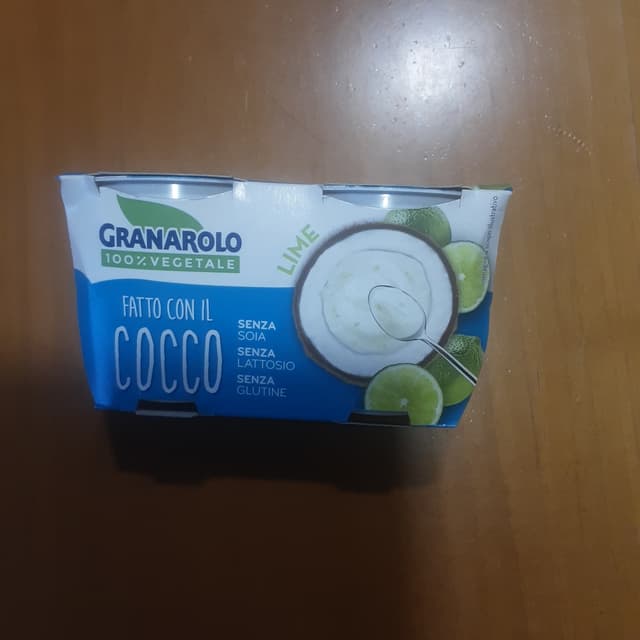 GRANAROLO
100% VEGETALE
LIME
FATTO CON IL
COCCO
SENZA
SOIA
SENZA
LATTOSIO
SENZA
GLUTINE